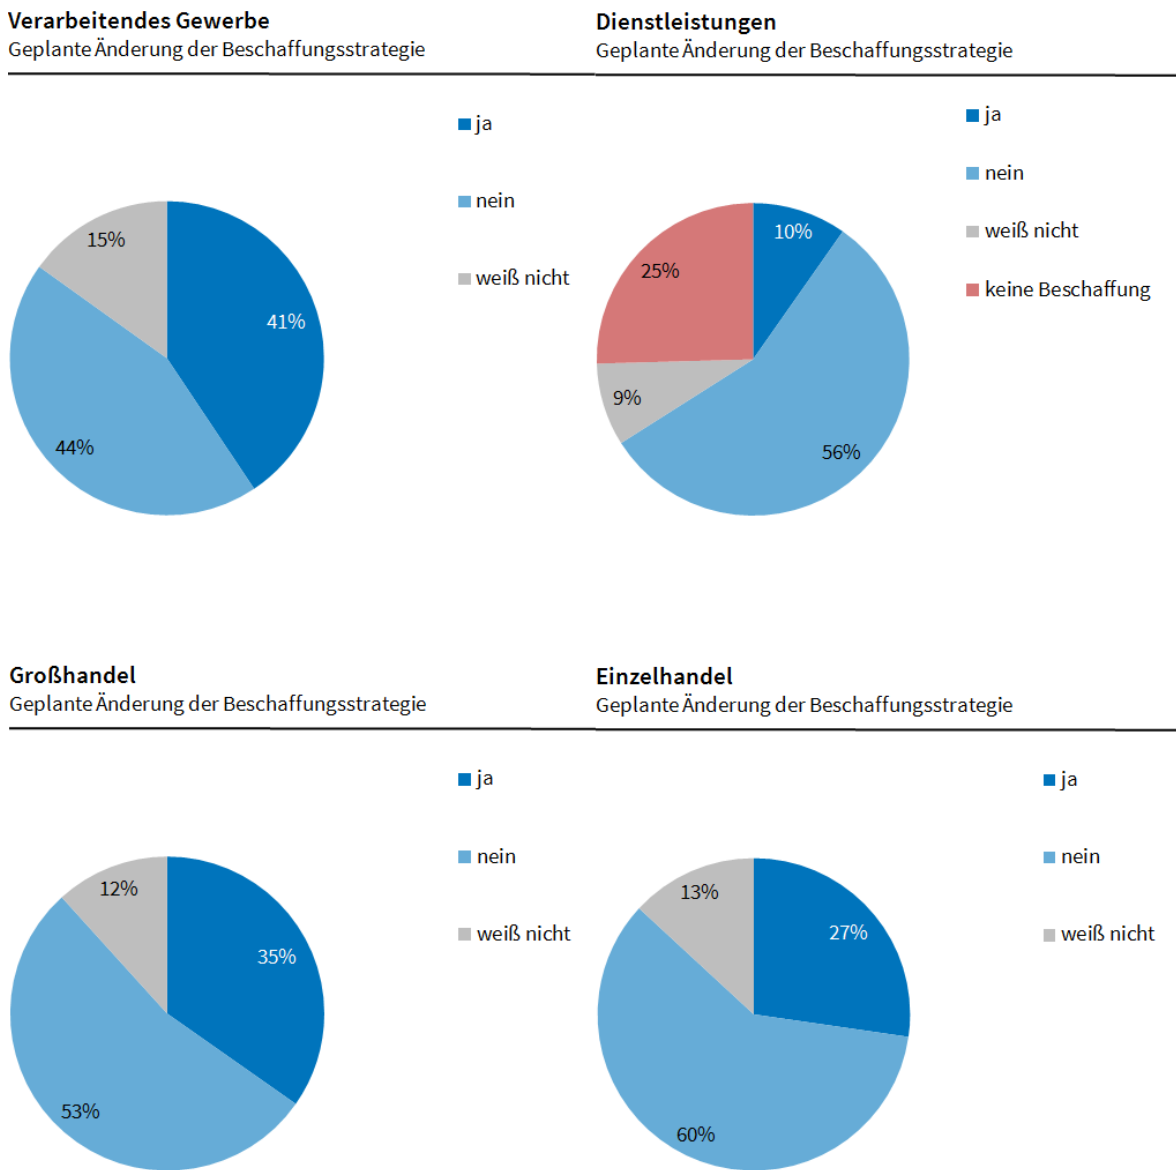 Verarbeitendes Gewerbe
Geplante Änderung der Beschaffungsstrategie
ja
nein
weiß nicht
15%
41%
44%
Dienstleistungen
Geplante Änderung der Beschaffungsstrategie
ja
nein
weiß nicht
keine Beschaffung
10%
25%
9%
56%
Großhandel
Geplante Änderung der Beschaffungsstrategie
ja
nein
weiß nicht
12%
35%
53%
Einzelhandel
Geplante Änderung der Beschaffungsstrategie
ja
nein
weiß nicht
13%
27%
60%